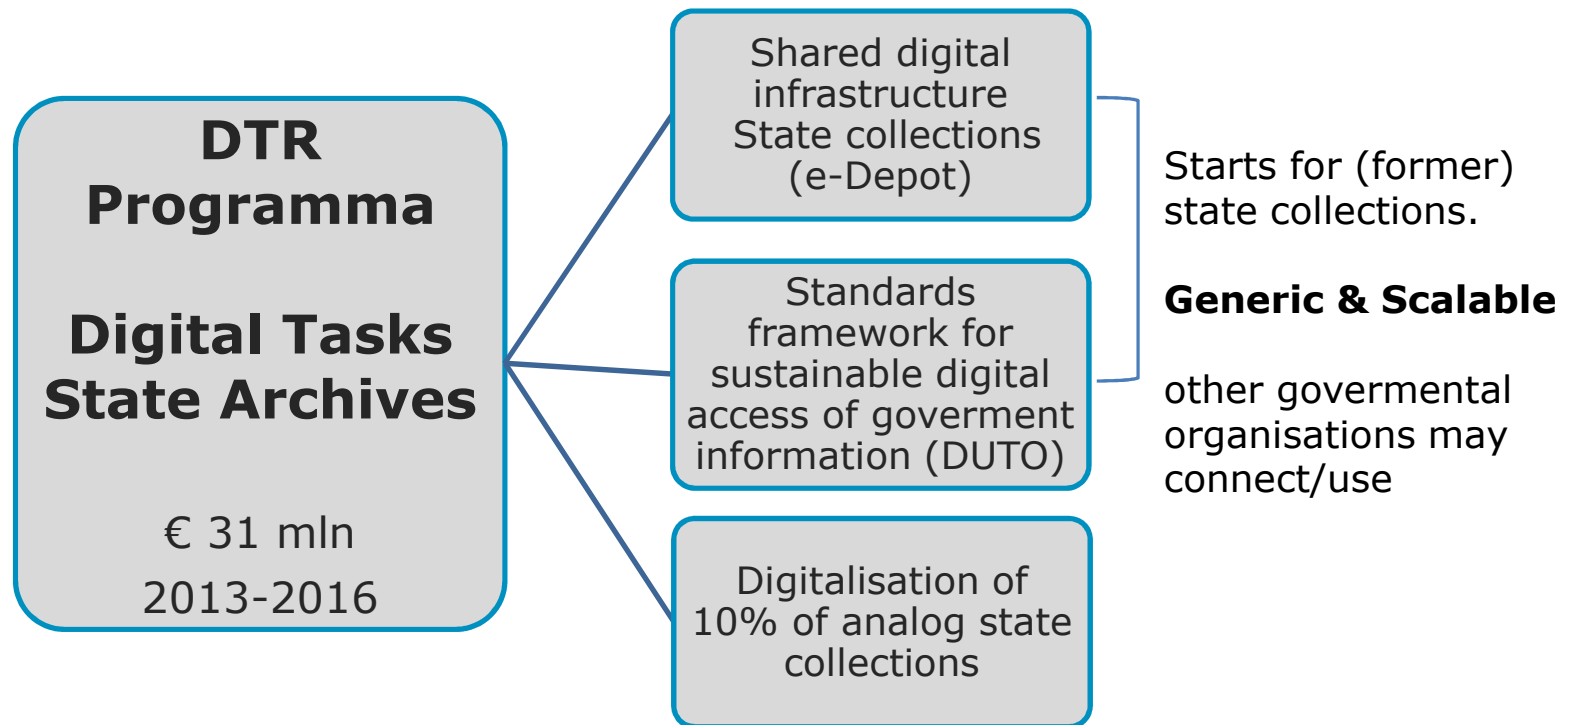 DTR
Programma
Digital Tasks
State Archives
€ 31 mln
2013-2016
Shared digital
infrastructure
State collections
(e-Depot)
Standards
framework for
sustainable digital
access of goverment
information (DUTO)
Digitalisation of
10% of analog state
collections
Starts for (former)
state collections.
Generic & Scalable
other govermental
organisations may
connect/use